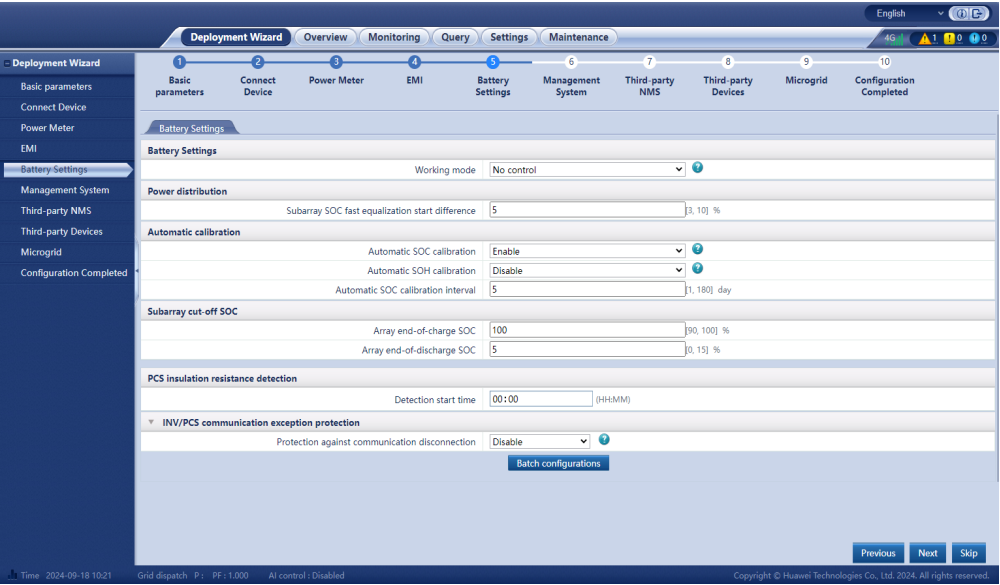 English
Deployment Wizard Overview Monitoring Query Settings Maintenance
4G 1 0 0
Deployment Wizard
Basic parameters
Connect Device
Power Meter
EMI
Battery Settings
Management System
Third-party NMS
Third-party Devices
Microgrid
Configuration Completed
1 2 3 4 5 6 7 8 9 10
Basic parameters
Connect Device
Power Meter
EMI
Battery Settings
Management System
Third-party NMS
Third-party Devices
Microgrid
Configuration Completed
Battery Settings
Battery Settings
Working mode No control ?
Power distribution
Subarray SOC fast equalization start difference 5 [3, 10] %
Automatic calibration
Automatic SOC calibration Enable ?
Automatic SOH calibration Disable ?
Automatic SOC calibration interval 5 [1, 180] day
Subarray cut-off SOC
Array end-of-charge SOC 100 [90, 100] %
Array end-of-discharge SOC 5 [0, 15] %
PCS insulation resistance detection
Detection start time 00:00 (HH:MM)
INV/PCS communication exception protection
Protection against communication disconnection Disable ?
Batch configurations
Previous Next Skip
Time 2024-09-18 10:21 Grid dispatch P : PF : 1.000 AI control : Disabled Copyright © Huawei Technologies Co., Ltd. 2024. All rights reserved.